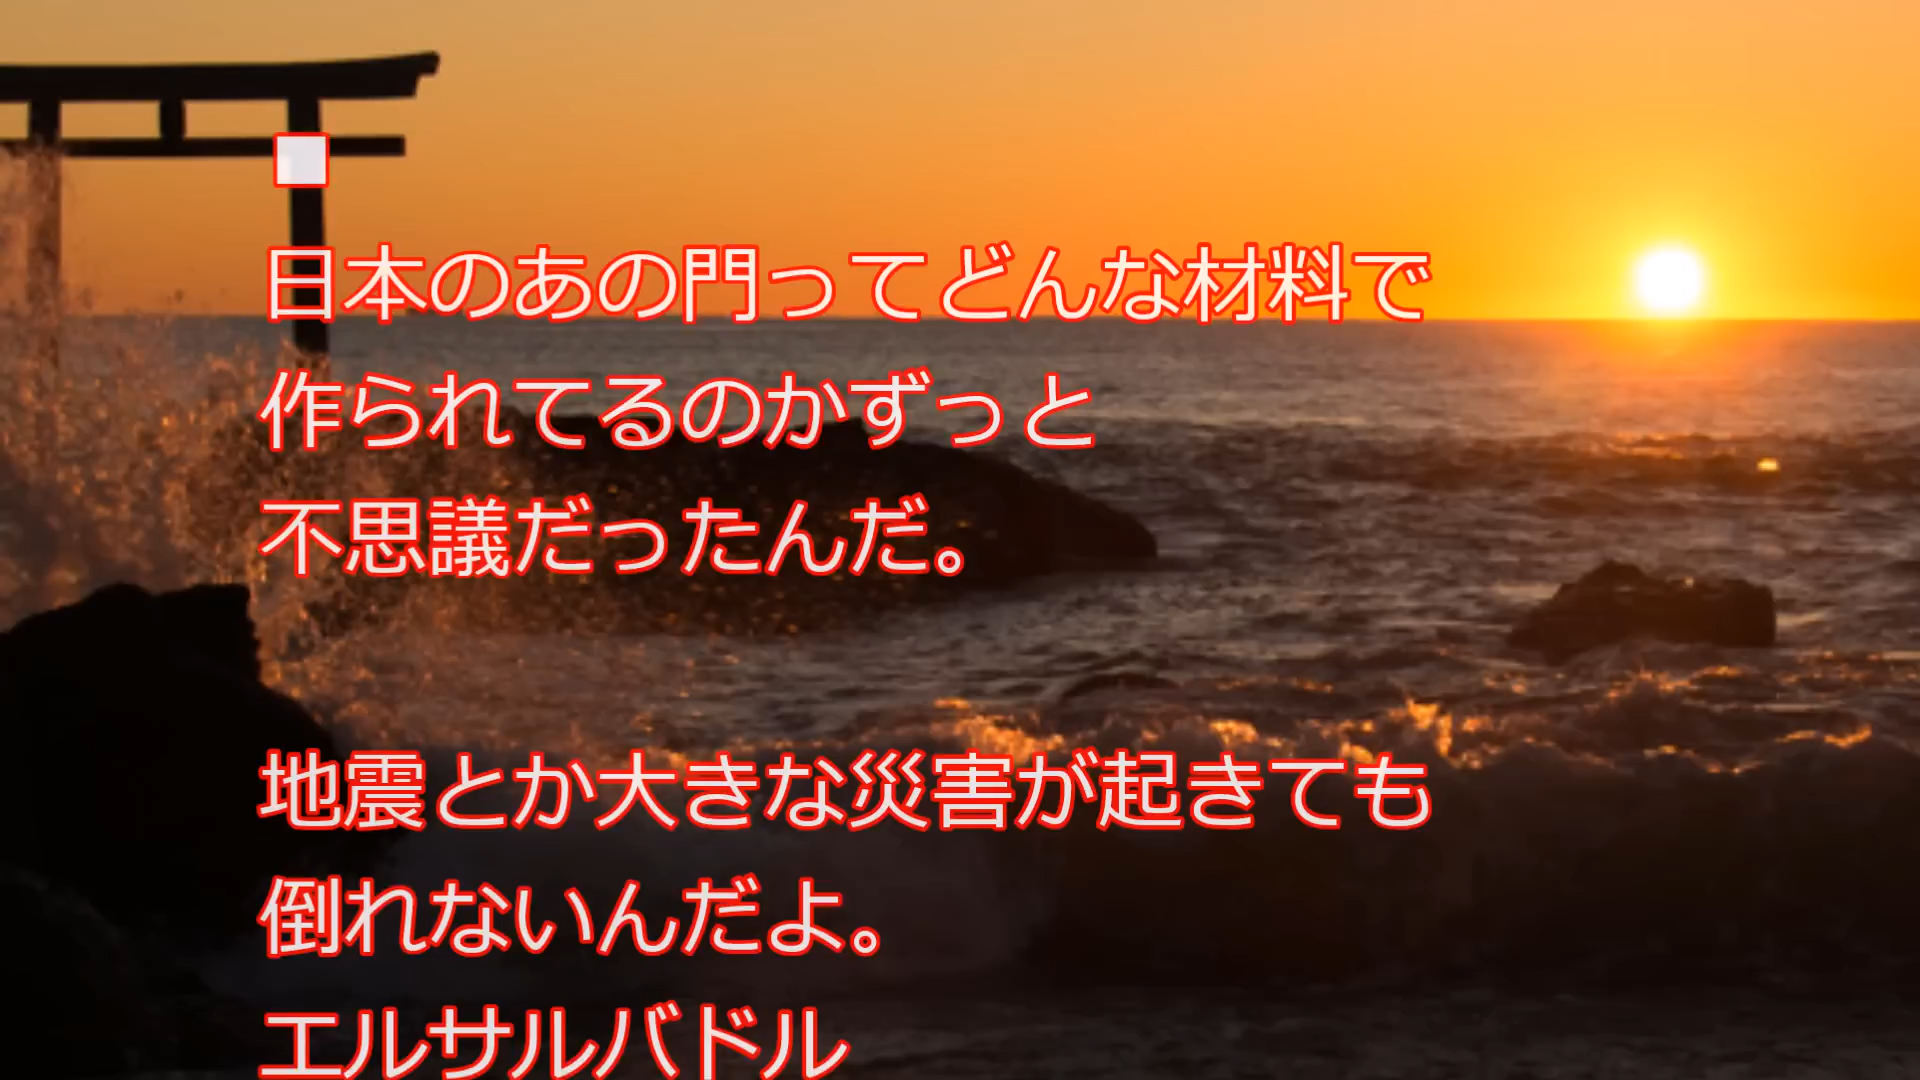 ■
日本のあの門ってどんな材料で
作られてるのかずっと
不思議だったんだ。
地震とか大きな災害が起きても
倒れないんだよ。
エルサルバドル